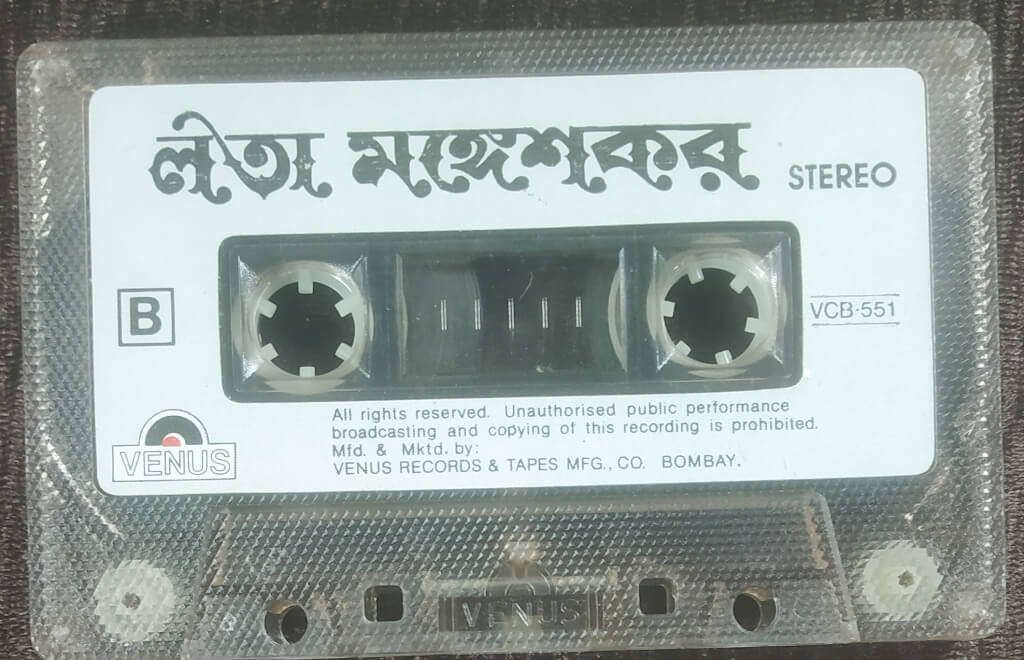 লতা মঙ্গেশকর STEREO
B
VCB-551
VENUS
All rights reserved. Unauthorised public performance
broadcasting and copying of this recording is prohibited.
Mfd. & Mktd. by:
VENUS RECORDS & TAPES MFG., CO. BOMBAY.
VENUS